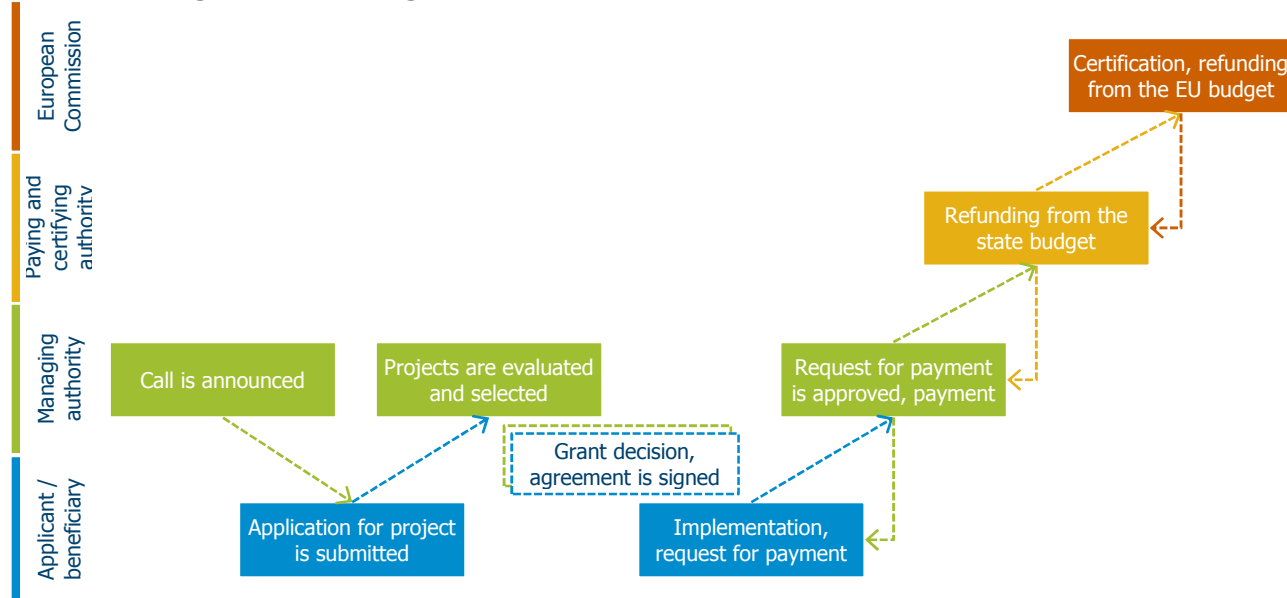 European
Commission
Certification, refunding
from the EU budget
Paying and
certifying
authority
Refunding from the
state budget
Managing
authority
Call is announced
Projects are evaluated
and selected
Request for payment
is approved, payment
Grant decision,
agreement is signed
Applicant /
beneficiary
Application for project
is submitted
Implementation,
request for payment